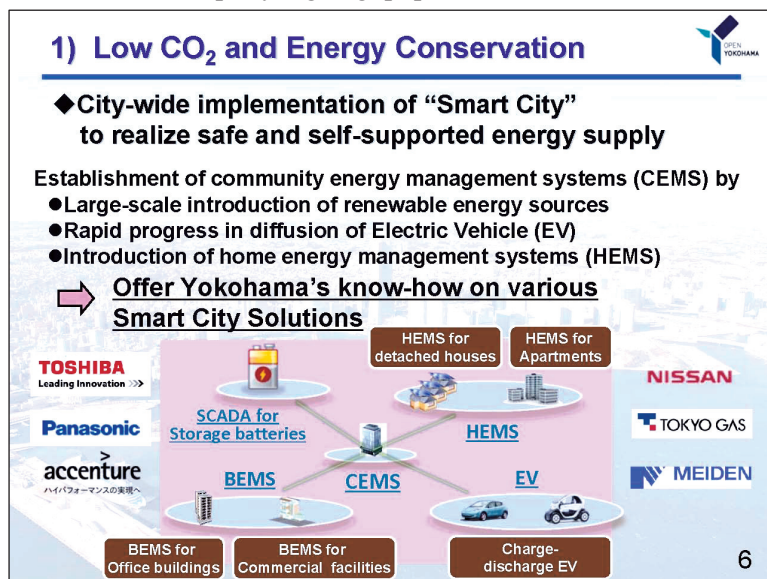 1) Low CO₂ and Energy Conservation
OPEN
YOKOHAMA
◆City-wide implementation of “Smart City”
to realize safe and self-supported energy supply
Establishment of community energy management systems (CEMS) by
●Large-scale introduction of renewable energy sources
●Rapid progress in diffusion of Electric Vehicle (EV)
●Introduction of home energy management systems (HEMS)
Offer Yokohama’s know-how on various
Smart City Solutions
HEMS for
detached houses
HEMS for
Apartments
TOSHIBA
Leading Innovation >>>
Panasonic
accenture
ハイパフォーマンスの実現へ
SCADA for
Storage batteries
HEMS
BEMS
CEMS
EV
NISSAN
TOKYO GAS
MEIDEN
BEMS for
Office buildings
BEMS for
Commercial facilities
Charge-
discharge EV
6